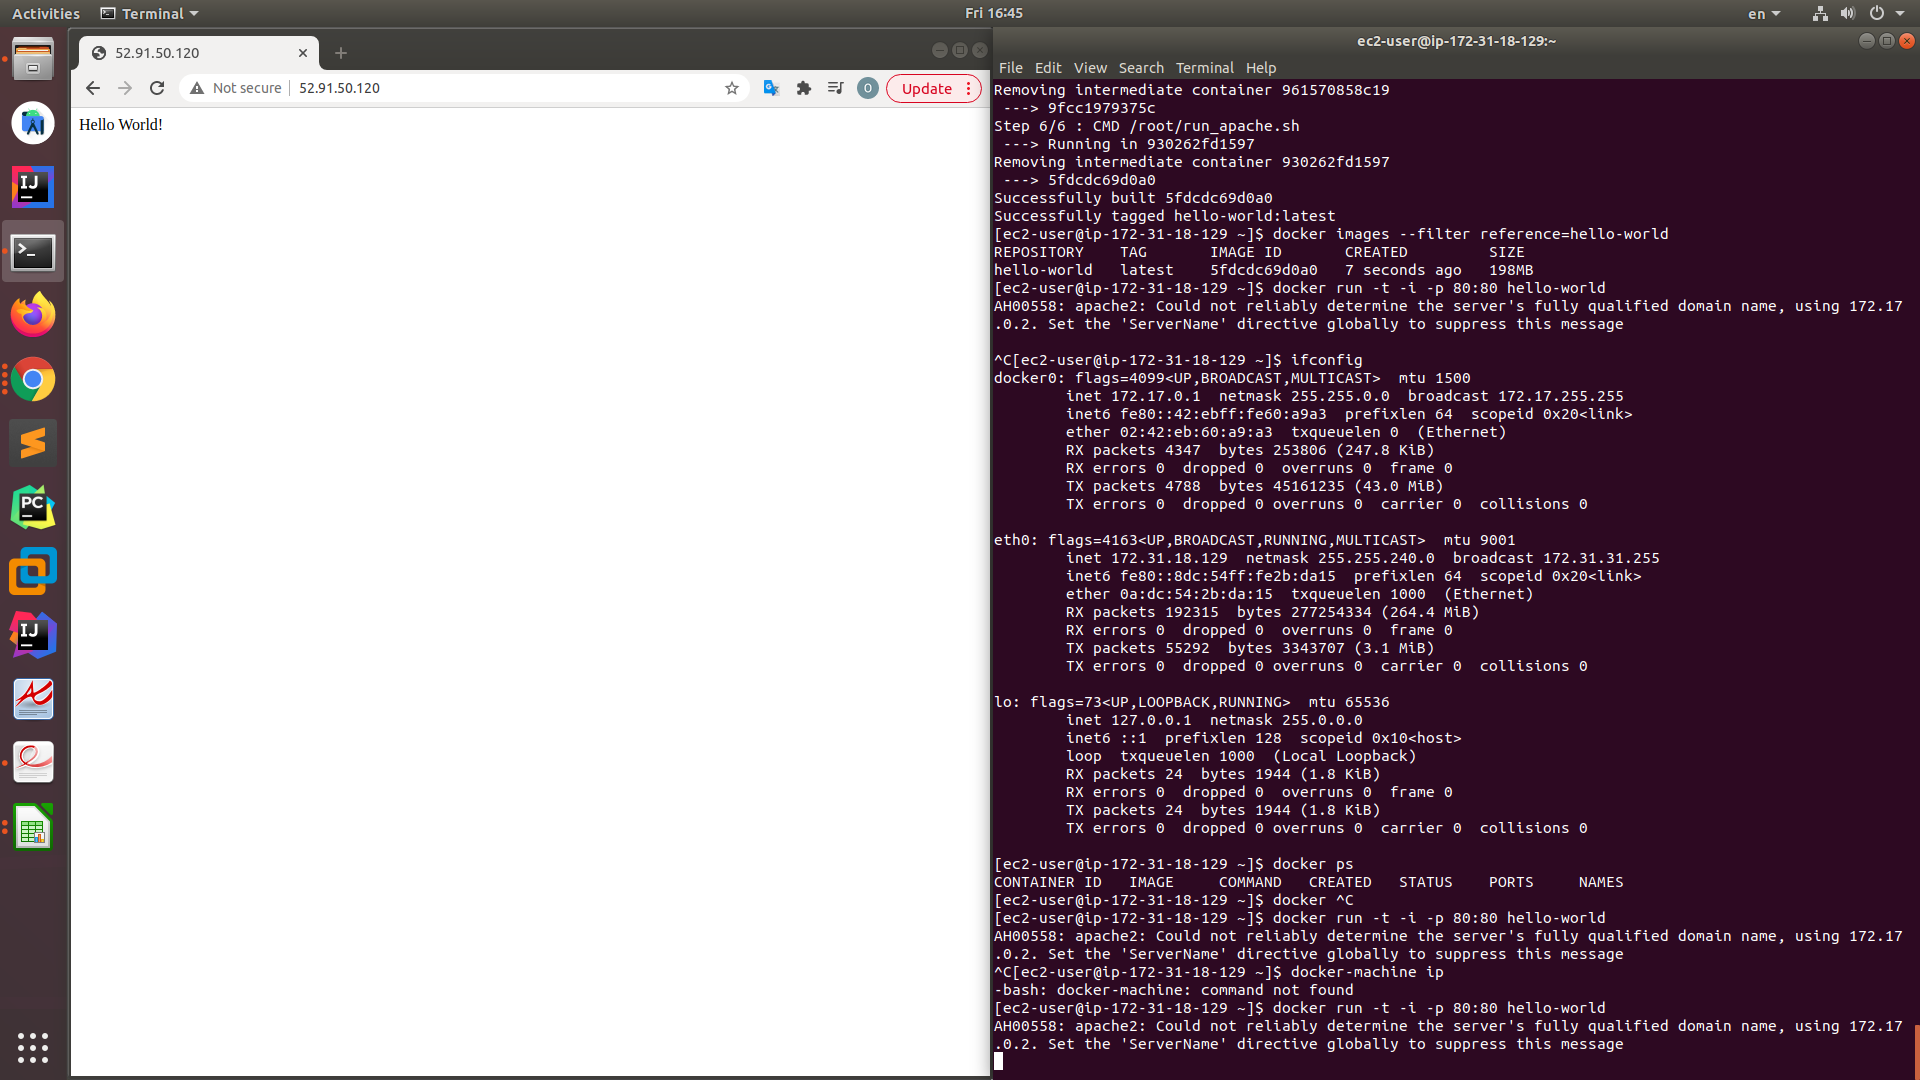 Activities
Terminal
Fri 16:45
en
52.91.50.120
Not secure
52.91.50.120
O
Update
Hello World!
ec2-user@ip-172-31-18-129:~
File Edit View Search Terminal Help
Removing intermediate container 961570858c19
 ---> 9fcc1979375c
Step 6/6 : CMD /root/run_apache.sh
 ---> Running in 930262fd1597
Removing intermediate container 930262fd1597
 ---> 5fdcdc69d0a0
Successfully built 5fdcdc69d0a0
Successfully tagged hello-world:latest
[ec2-user@ip-172-31-18-129 ~]$ docker images --filter reference=hello-world
REPOSITORY    TAG       IMAGE ID       CREATED         SIZE
hello-world   latest    5fdcdc69d0a0   7 seconds ago   198MB
[ec2-user@ip-172-31-18-129 ~]$ docker run -t -i -p 80:80 hello-world
AH00558: apache2: Could not reliably determine the server's fully qualified domain name, using 172.17
.0.2. Set the 'ServerName' directive globally to suppress this message
^C[ec2-user@ip-172-31-18-129 ~]$ ifconfig
docker0: flags=4099<UP,BROADCAST,MULTICAST>  mtu 1500
        inet 172.17.0.1  netmask 255.255.0.0  broadcast 172.17.255.255
        inet6 fe80::42:ebff:fe60:a9a3  prefixlen 64  scopeid 0x20<link>
        ether 02:42:eb:60:a9:a3  txqueuelen 0  (Ethernet)
        RX packets 4347  bytes 253806 (247.8 KiB)
        RX errors 0  dropped 0  overruns 0  frame 0
        TX packets 4788  bytes 45161235 (43.0 MiB)
        TX errors 0  dropped 0 overruns 0  carrier 0  collisions 0
eth0: flags=4163<UP,BROADCAST,RUNNING,MULTICAST>  mtu 9001
        inet 172.31.18.129  netmask 255.255.240.0  broadcast 172.31.31.255
        inet6 fe80::8dc:54ff:fe2b:da15  prefixlen 64  scopeid 0x20<link>
        ether 0a:dc:54:2b:da:15  txqueuelen 1000  (Ethernet)
        RX packets 192315  bytes 277254334 (264.4 MiB)
        RX errors 0  dropped 0  overruns 0  frame 0
        TX packets 55292  bytes 3343707 (3.1 MiB)
        TX errors 0  dropped 0 overruns 0  carrier 0  collisions 0
lo: flags=73<UP,LOOPBACK,RUNNING>  mtu 65536
        inet 127.0.0.1  netmask 255.0.0.0
        inet6 ::1  prefixlen 128  scopeid 0x10<host>
        loop  txqueuelen 1000  (Local Loopback)
        RX packets 24  bytes 1944 (1.8 KiB)
        RX errors 0  dropped 0  overruns 0  frame 0
        TX packets 24  bytes 1944 (1.8 KiB)
        TX errors 0  dropped 0 overruns 0  carrier 0  collisions 0
[ec2-user@ip-172-31-18-129 ~]$ docker ps
CONTAINER ID   IMAGE     COMMAND   CREATED   STATUS    PORTS     NAMES
[ec2-user@ip-172-31-18-129 ~]$ docker ^C
[ec2-user@ip-172-31-18-129 ~]$ docker run -t -i -p 80:80 hello-world
AH00558: apache2: Could not reliably determine the server's fully qualified domain name, using 172.17
.0.2. Set the 'ServerName' directive globally to suppress this message
^C[ec2-user@ip-172-31-18-129 ~]$ docker-machine ip
-bash: docker-machine: command not found
[ec2-user@ip-172-31-18-129 ~]$ docker run -t -i -p 80:80 hello-world
AH00558: apache2: Could not reliably determine the server's fully qualified domain name, using 172.17
.0.2. Set the 'ServerName' directive globally to suppress this message
IJ
PC
IJ